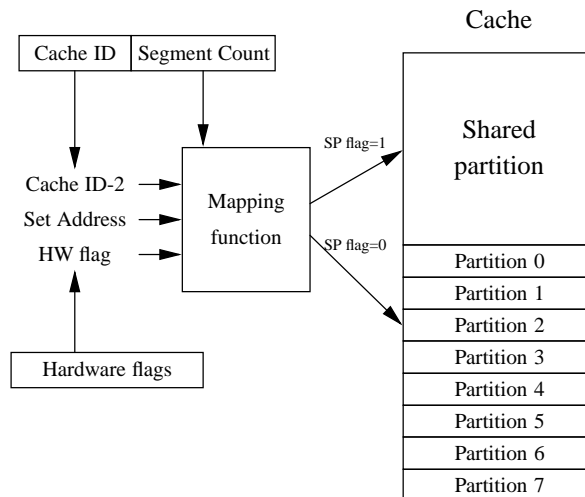 Cache
Cache ID
Segment Count
SP flag=1
Shared
partition
Cache ID-2
Set Address
HW flag
Mapping
function
SP flag=0
Partition 0
Partition 1
Partition 2
Partition 3
Partition 4
Partition 5
Partition 6
Partition 7
Hardware flags